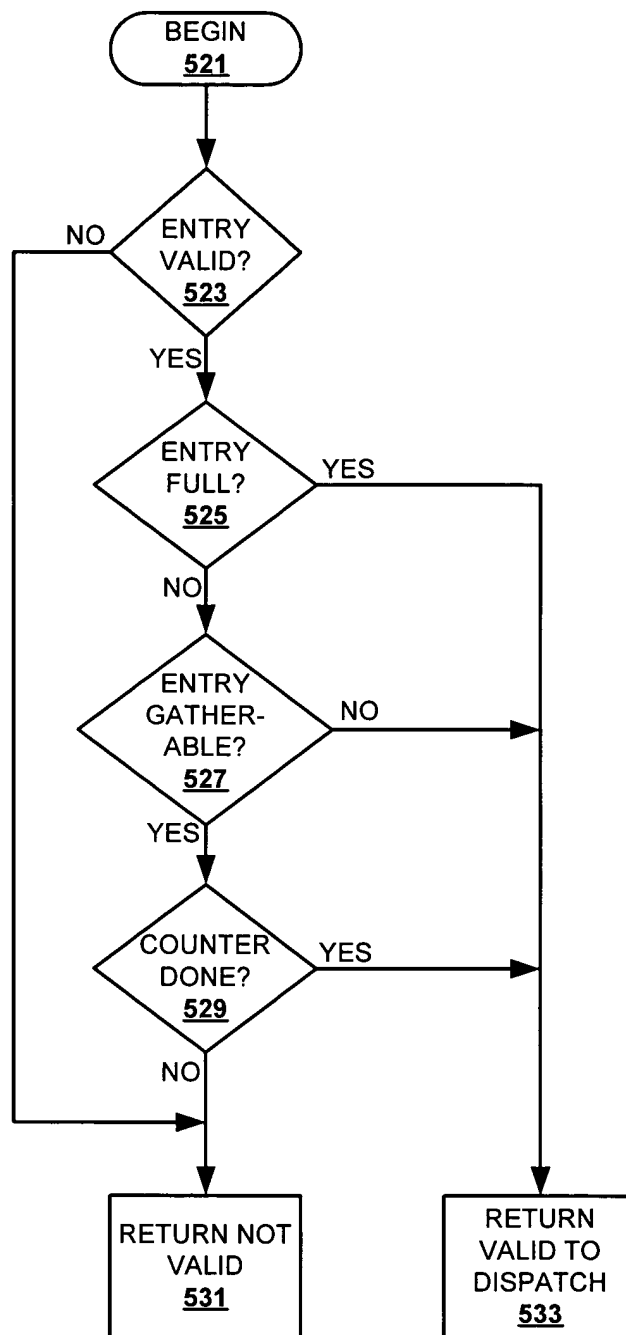 BEGIN
521
NO
ENTRY
VALID?
523
YES
ENTRY
FULL?
525
YES
NO
ENTRY
GATHER-
ABLE?
527
NO
YES
COUNTER
DONE?
529
YES
NO
RETURN NOT
VALID
531
RETURN
VALID TO
DISPATCH
533